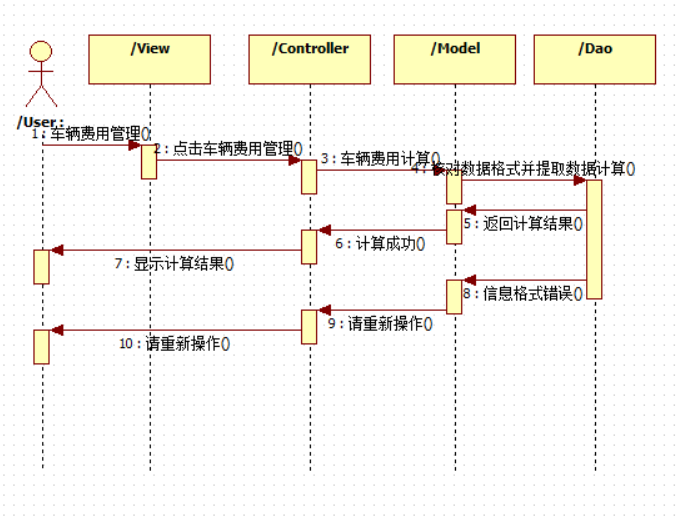 /View
/Controller
/Model
/Dao
/User :
1 : 车辆费用管理()
2 : 点击车辆费用管理()
3 : 车辆费用计算()
4 : 核对数据格式并提取数据计算()
5 : 返回计算结果()
6 : 计算成功()
7 : 显示计算结果()
8 : 信息格式错误()
9 : 请重新操作()
10 : 请重新操作()